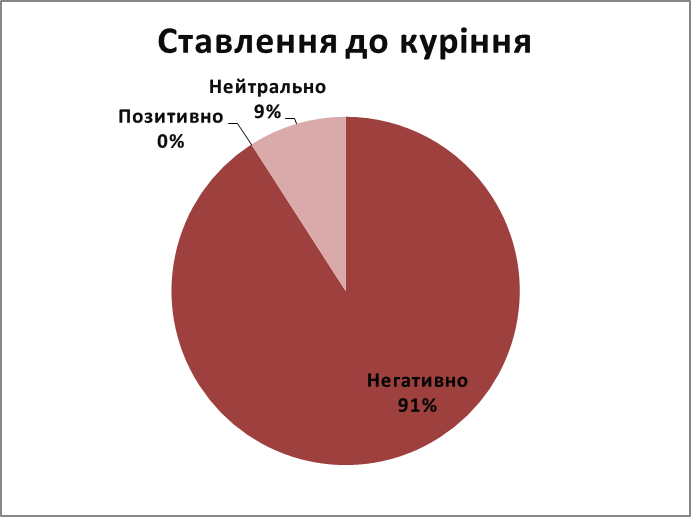 Ставлення до куріння
Нейтрально
9%
Позитивно
0%
Негативно
91%